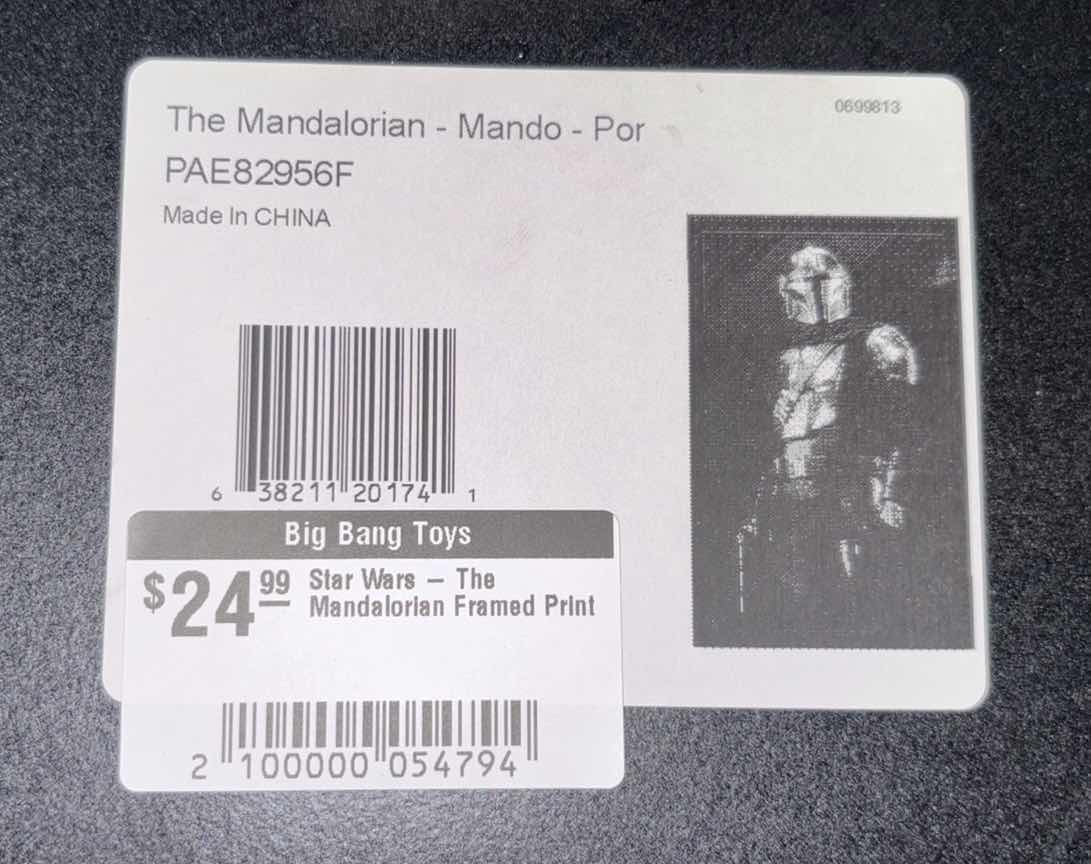 The Mandalorian - Mando - Por
0699813
PAE82956F
Made In CHINA
6 38211 20174 1
Big Bang Toys
$24 99
Star Wars – The
Mandalorian Framed Print
2 100000 054794